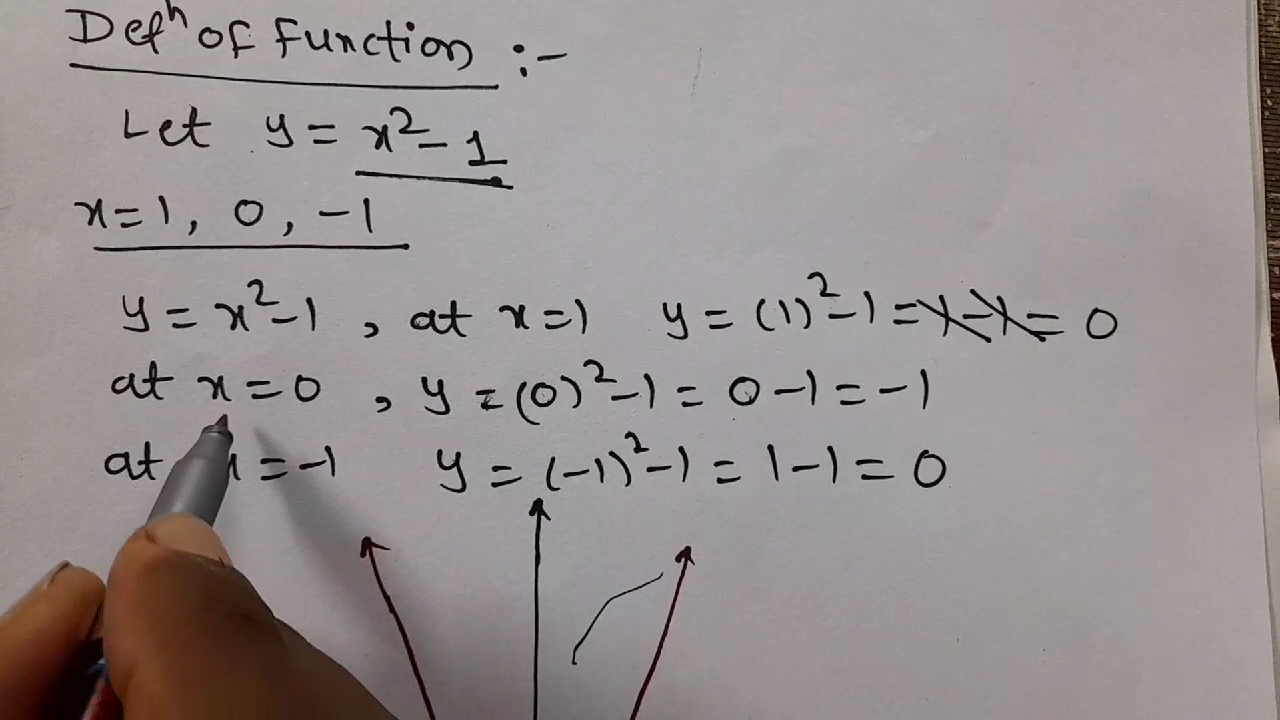 Defn of Function :-
Let y = x² - 1
x = 1, 0, -1
y = x² - 1 , at x = 1 y = (1)² - 1 = 1 - 1 = 0
at x = 0 , y = (0)² - 1 = 0 - 1 = -1
at x = -1 y = (-1)² - 1 = 1 - 1 = 0